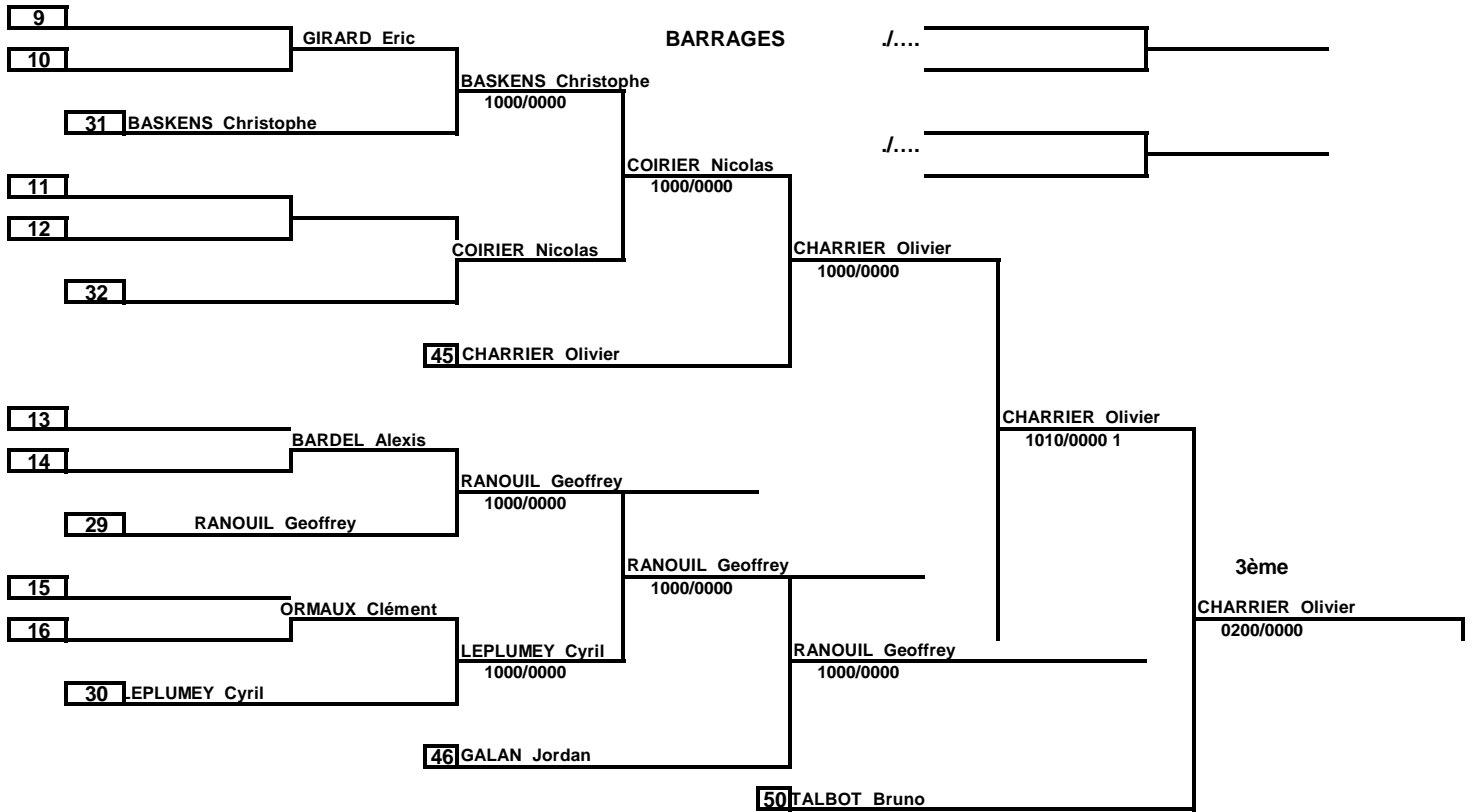 9
GIRARD Eric
BARRAGES
./....
10
BASKENS Christophe
1000/0000
31 BASKENS Christophe
./....
COIRIER Nicolas
1000/0000
11
12
COIRIER Nicolas
CHARRIER Olivier
1000/0000
32
45 CHARRIER Olivier
13
CHARRIER Olivier
1010/0000 1
BARDEL Alexis
14
RANOUIL Geoffrey
1000/0000
29 RANOUIL Geoffrey
RANOUIL Geoffrey
1000/0000
3ème
15
ORMAUX Clément
CHARRIER Olivier
0200/0000
16
LEPLUMEY Cyril
1000/0000
RANOUIL Geoffrey
1000/0000
30 LEPLUMEY Cyril
46 GALAN Jordan
50 TALBOT Bruno